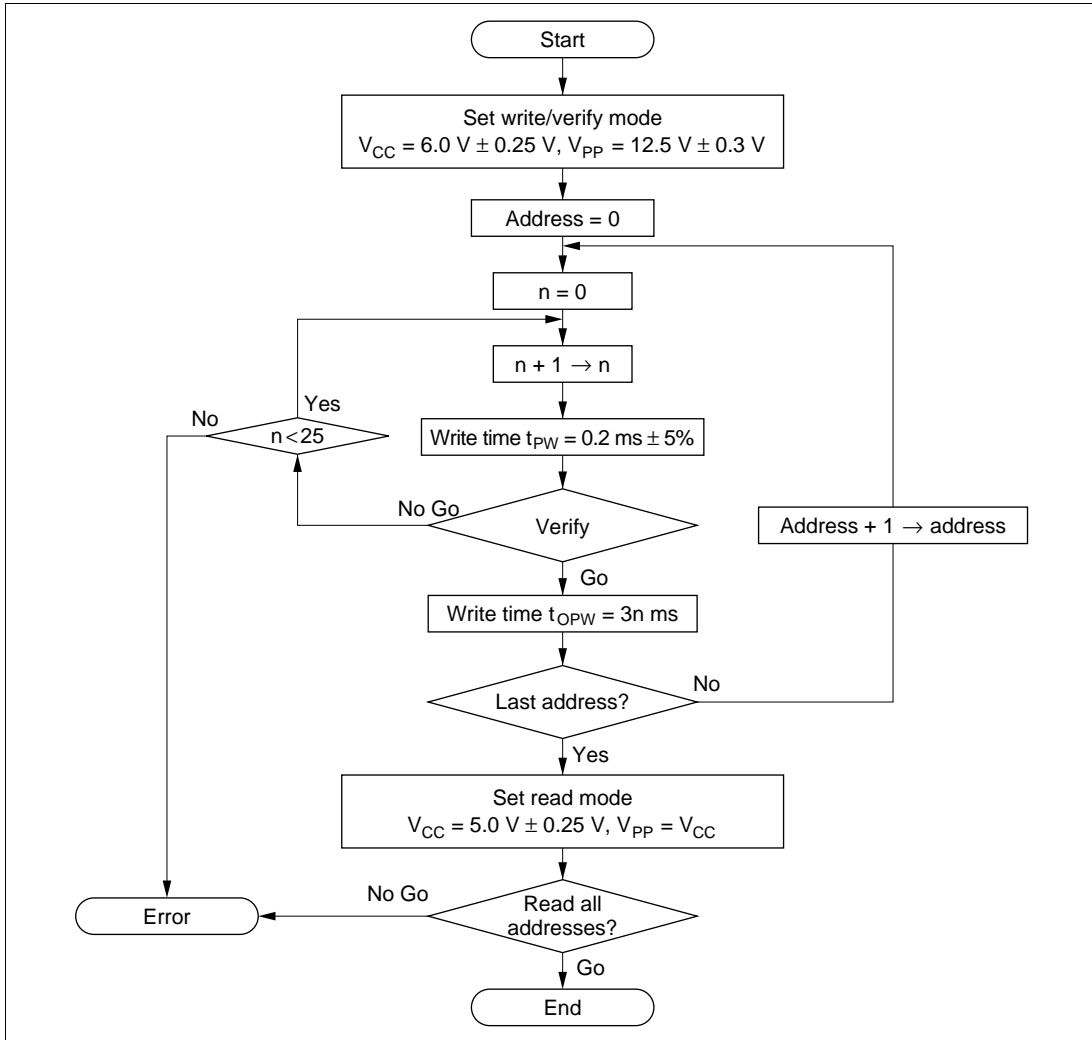 Start
Set write/verify mode
VCC = 6.0 V ± 0.25 V, VPP = 12.5 V ± 0.3 V
Address = 0
n = 0
n + 1 → n
No
Yes
n < 25
Write time tPW = 0.2 ms ± 5%
No Go
Verify
Address + 1 → address
Go
Write time tOPW = 3n ms
Last address?
No
Yes
Set read mode
VCC = 5.0 V ± 0.25 V, VPP = VCC
No Go
Read all
addresses?
Error
Go
End